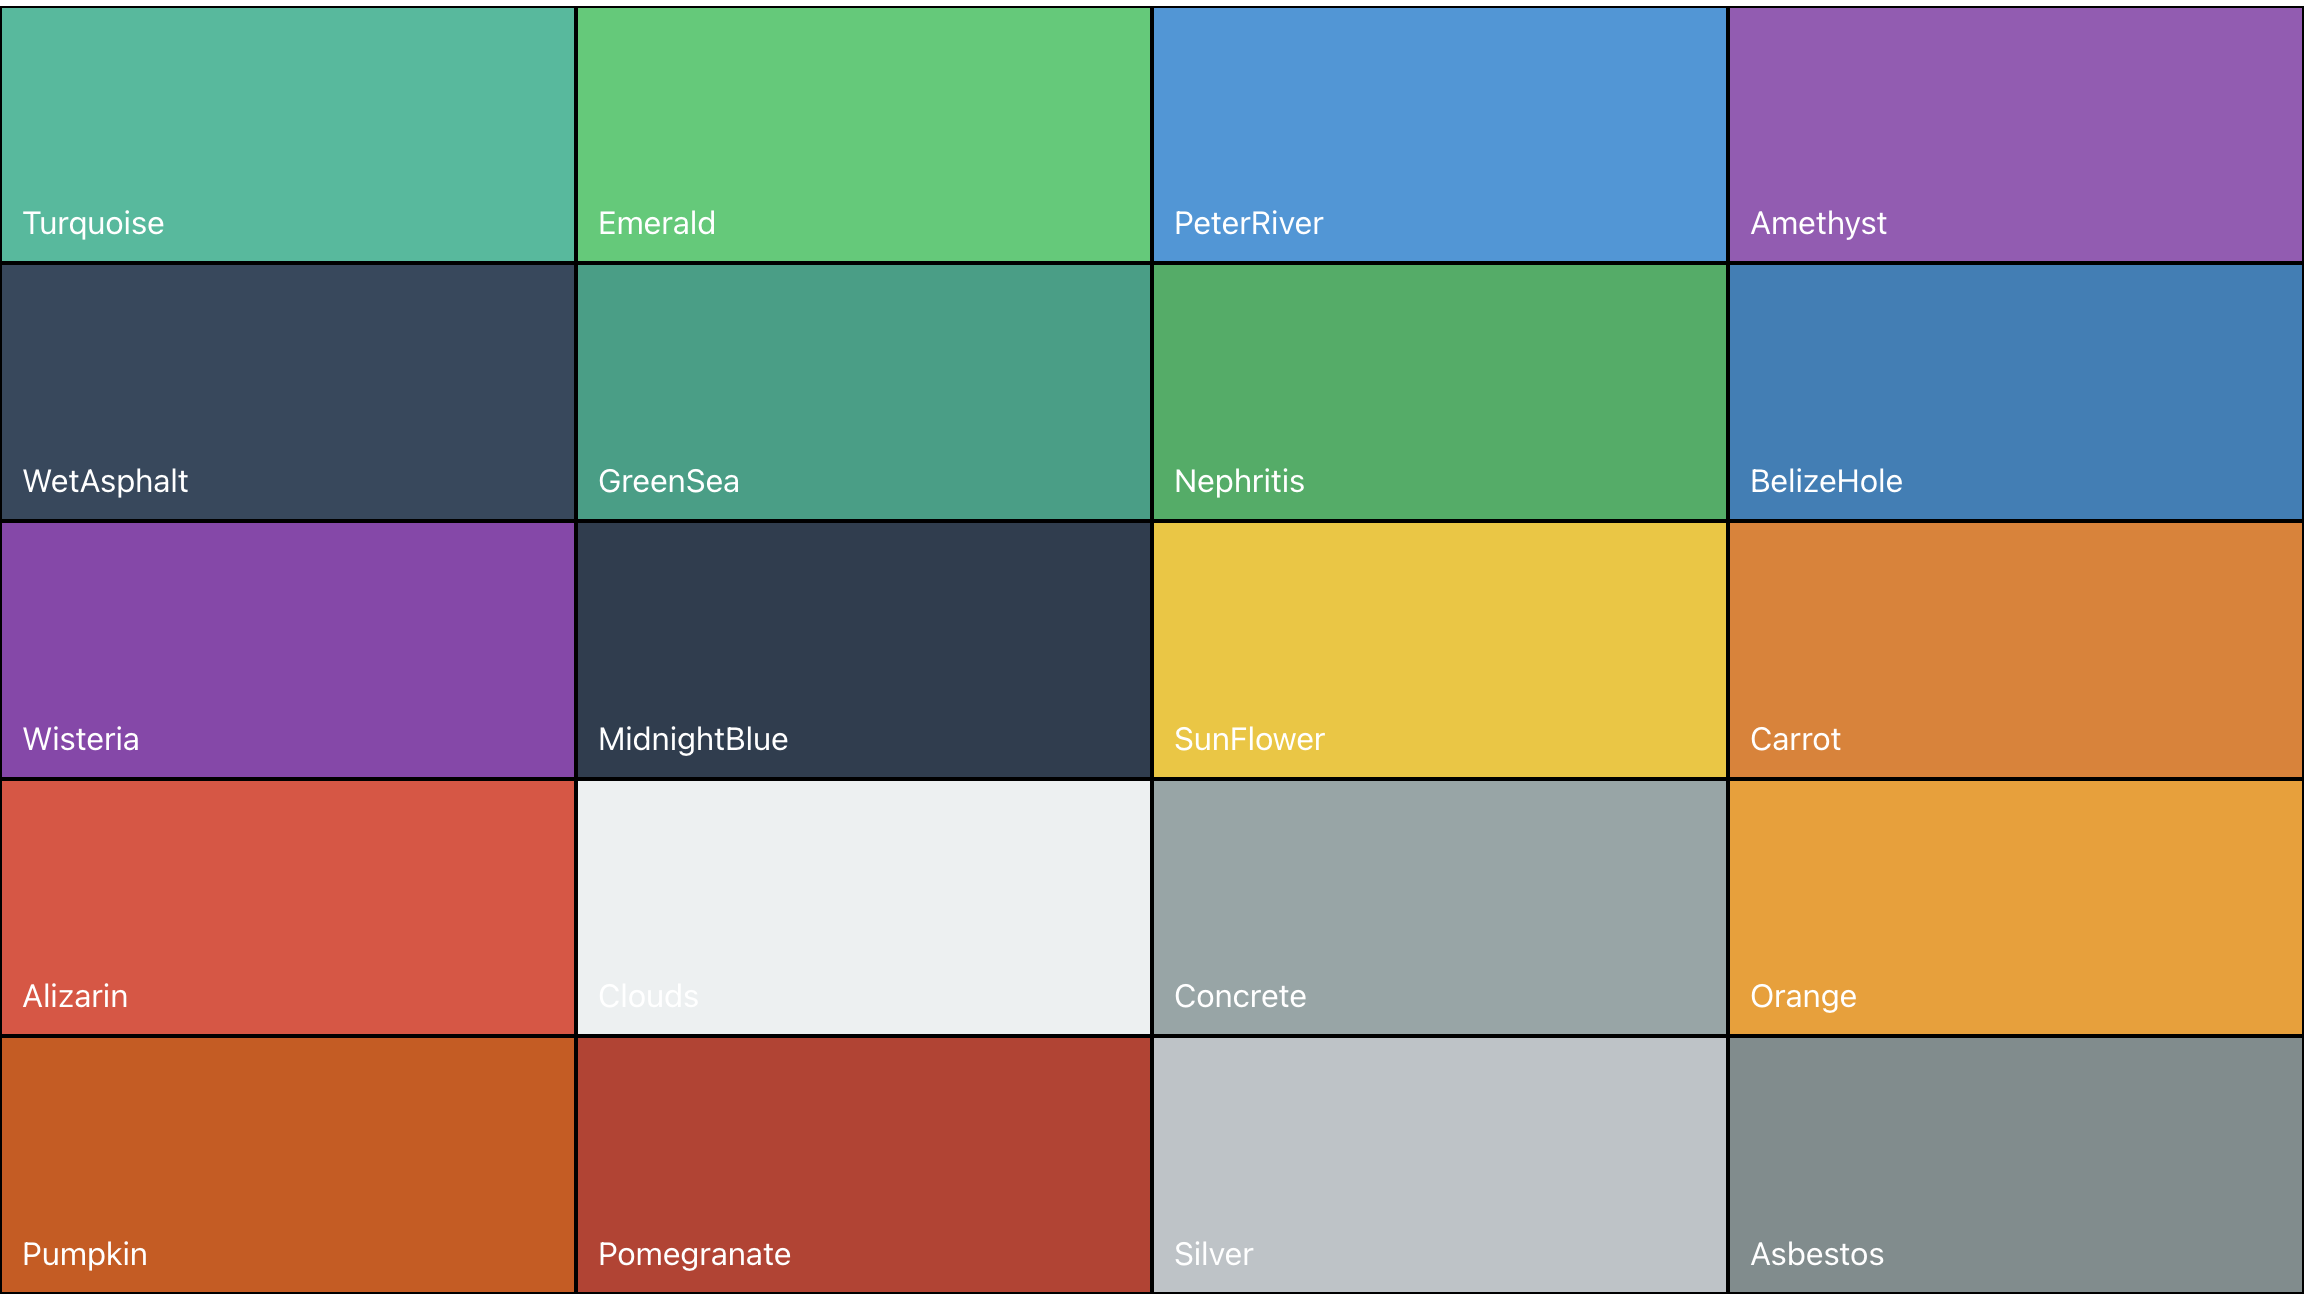 Turquoise
Emerald
PeterRiver
Amethyst
WetAsphalt
GreenSea
Nephritis
BelizeHole
Wisteria
MidnightBlue
SunFlower
Carrot
Alizarin
Clouds
Concrete
Orange
Pumpkin
Pomegranate
Silver
Asbestos